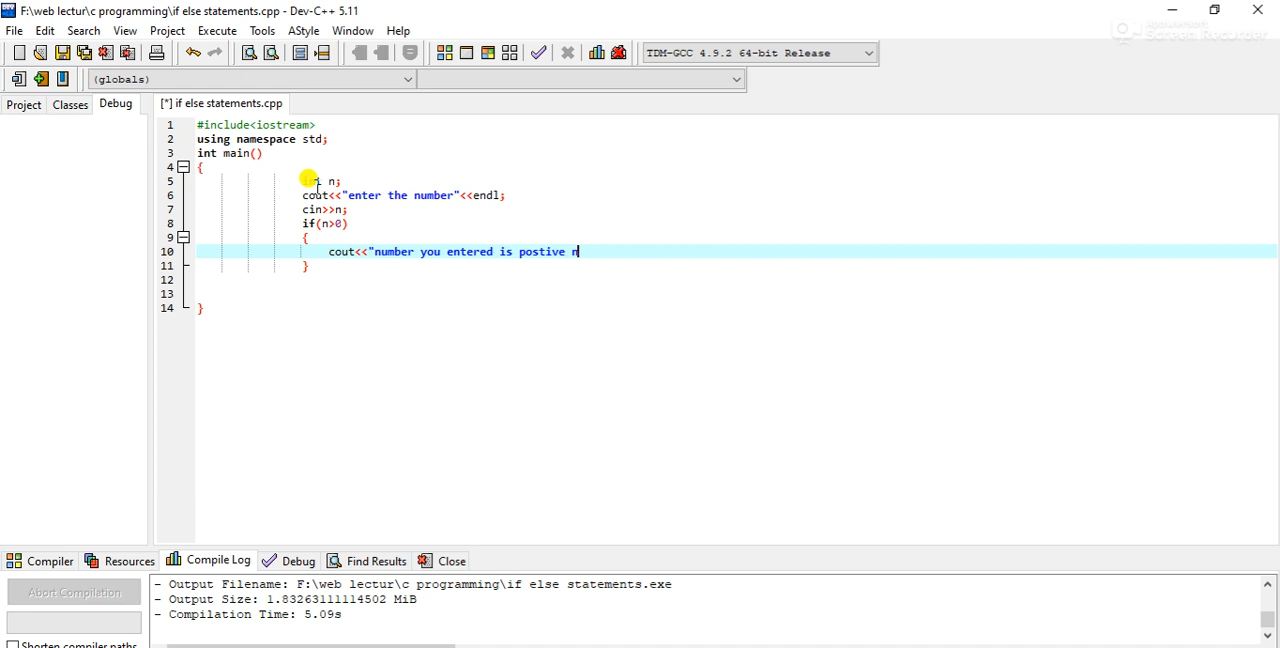 F:\web lectur\c programming\if else statements.cpp - Dev-C++ 5.11
File Edit Search View Project Execute Tools AStyle Window Help
Screen Recorder
TDM-GCC 4.9.2 64-bit Release
(globals)
Project Classes Debug [*] if else statements.cpp
1 #include<iostream>
2 using namespace std;
3 int main()
4 {
5 n;
6 cout<<"enter the number"<<endl;
7 cin>>n;
8 if(n>0)
9 {
10 cout<<"number you entered is postive n
11 }
12
13
14 }
Compiler Resources Compile Log Debug Find Results Close
Abort Compilation
- Output Filename: F:\web lectur\c programming\if else statements.exe
- Output Size: 1.83263111114502 MiB
- Compilation Time: 5.09s
Shorten compiler paths